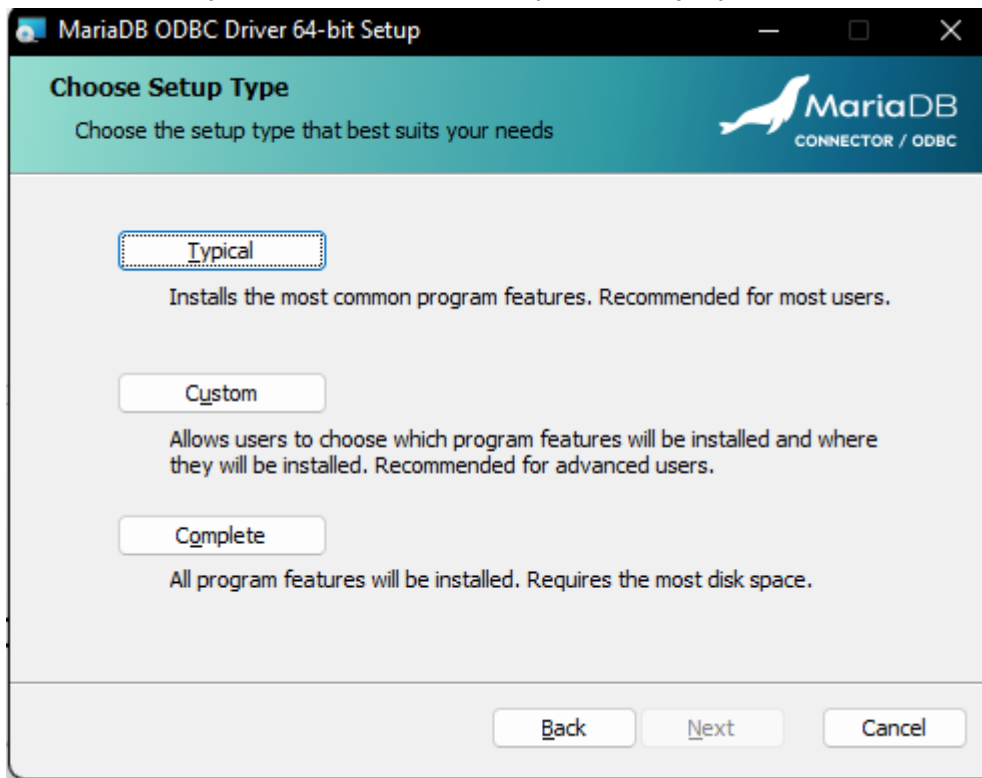 MariaDB ODBC Driver 64-bit Setup
Choose Setup Type
Choose the setup type that best suits your needs
MariaDB
CONNECTOR / ODBC
Typical
Installs the most common program features. Recommended for most users.
Custom
Allows users to choose which program features will be installed and where
they will be installed. Recommended for advanced users.
Complete
All program features will be installed. Requires the most disk space.
Back Next Cancel